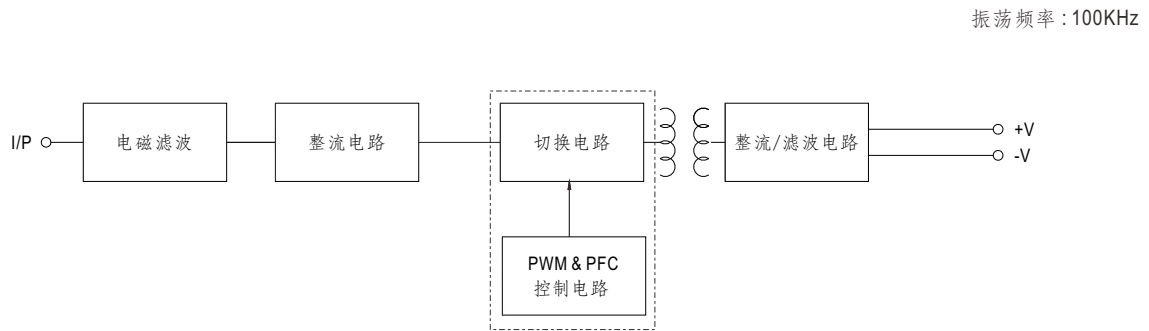 振荡频率:100KHz
I/P
电磁滤波
整流电路
切换电路
整流/滤波电路
+V
-V
PWM & PFC
控制电路